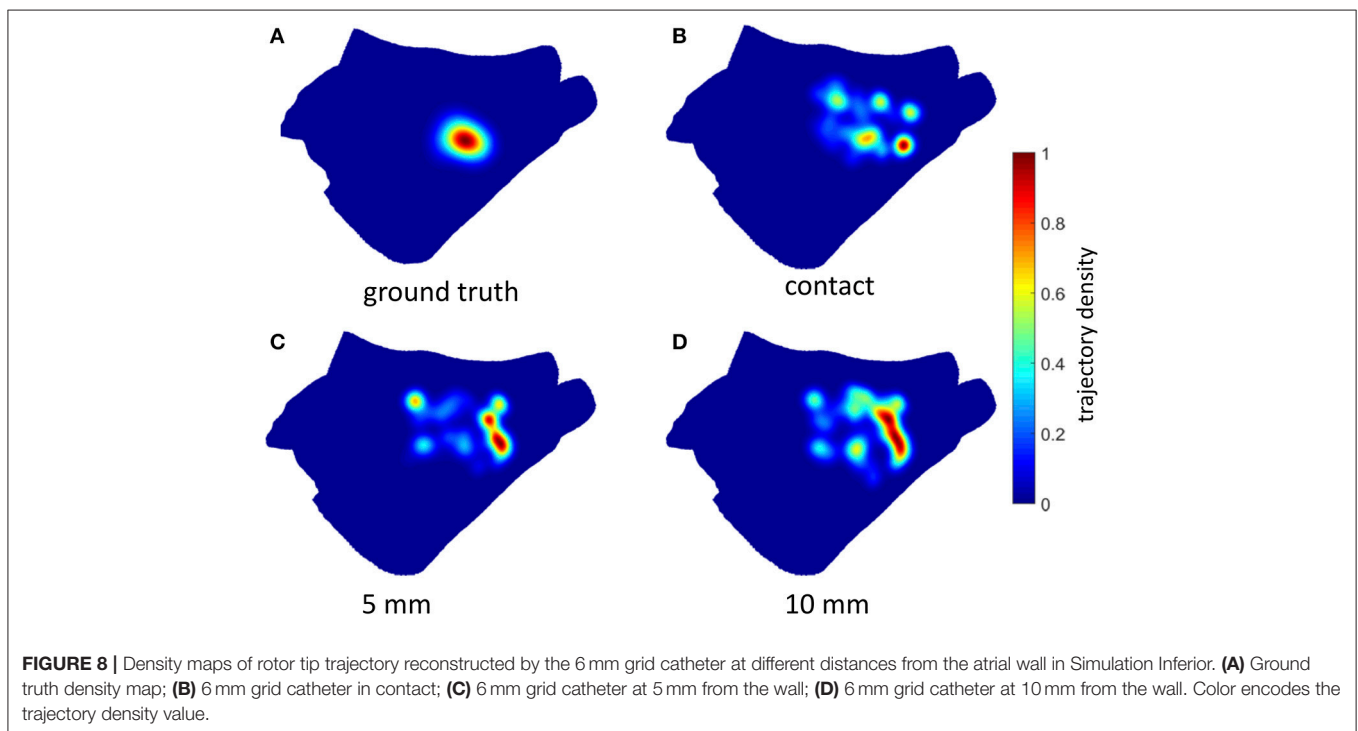 A
B
ground truth
contact
C
D
5 mm
10 mm
1
0.8
0.6
0.4
0.2
0
trajectory density
FIGURE 8 | Density maps of rotor tip trajectory reconstructed by the 6 mm grid catheter at different distances from the atrial wall in Simulation Inferior. (A) Ground
truth density map; (B) 6 mm grid catheter in contact; (C) 6 mm grid catheter at 5 mm from the wall; (D) 6 mm grid catheter at 10 mm from the wall. Color encodes the
trajectory density value.